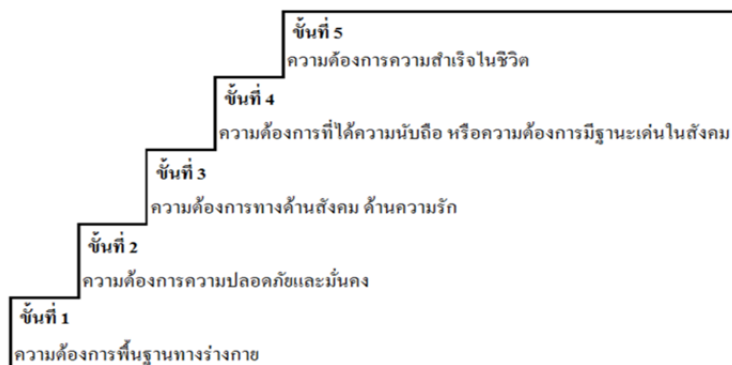 ขั้นที่ 5
ความต้องการความสำเร็จในชีวิต
ขั้นที่ 4
ความต้องการที่ได้ความนับถือ หรือความต้องการมีฐานะเด่นในสังคม
ขั้นที่ 3
ความต้องการทางด้านสังคม ด้านความรัก
ขั้นที่ 2
ความต้องการความปลอดภัยและมั่นคง
ขั้นที่ 1
ความต้องการพื้นฐานทางร่างกาย